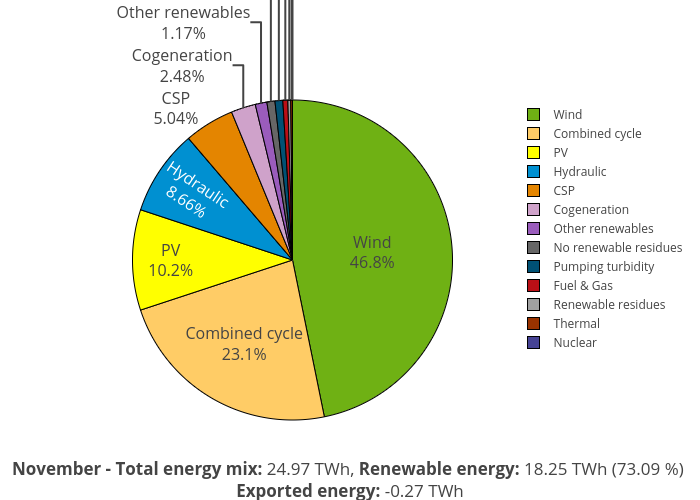 Other renewables
1.17%
Cogeneration
2.48%
CSP
5.04%
Hydraulic
8.66%
PV
10.2%
Combined cycle
23.1%
Wind
46.8%
Wind
Combined cycle
PV
Hydraulic
CSP
Cogeneration
Other renewables
No renewable residues
Pumping turbidity
Fuel & Gas
Renewable residues
Thermal
Nuclear
November - Total energy mix: 24.97 TWh, Renewable energy: 18.25 TWh (73.09 %)
Exported energy: -0.27 TWh